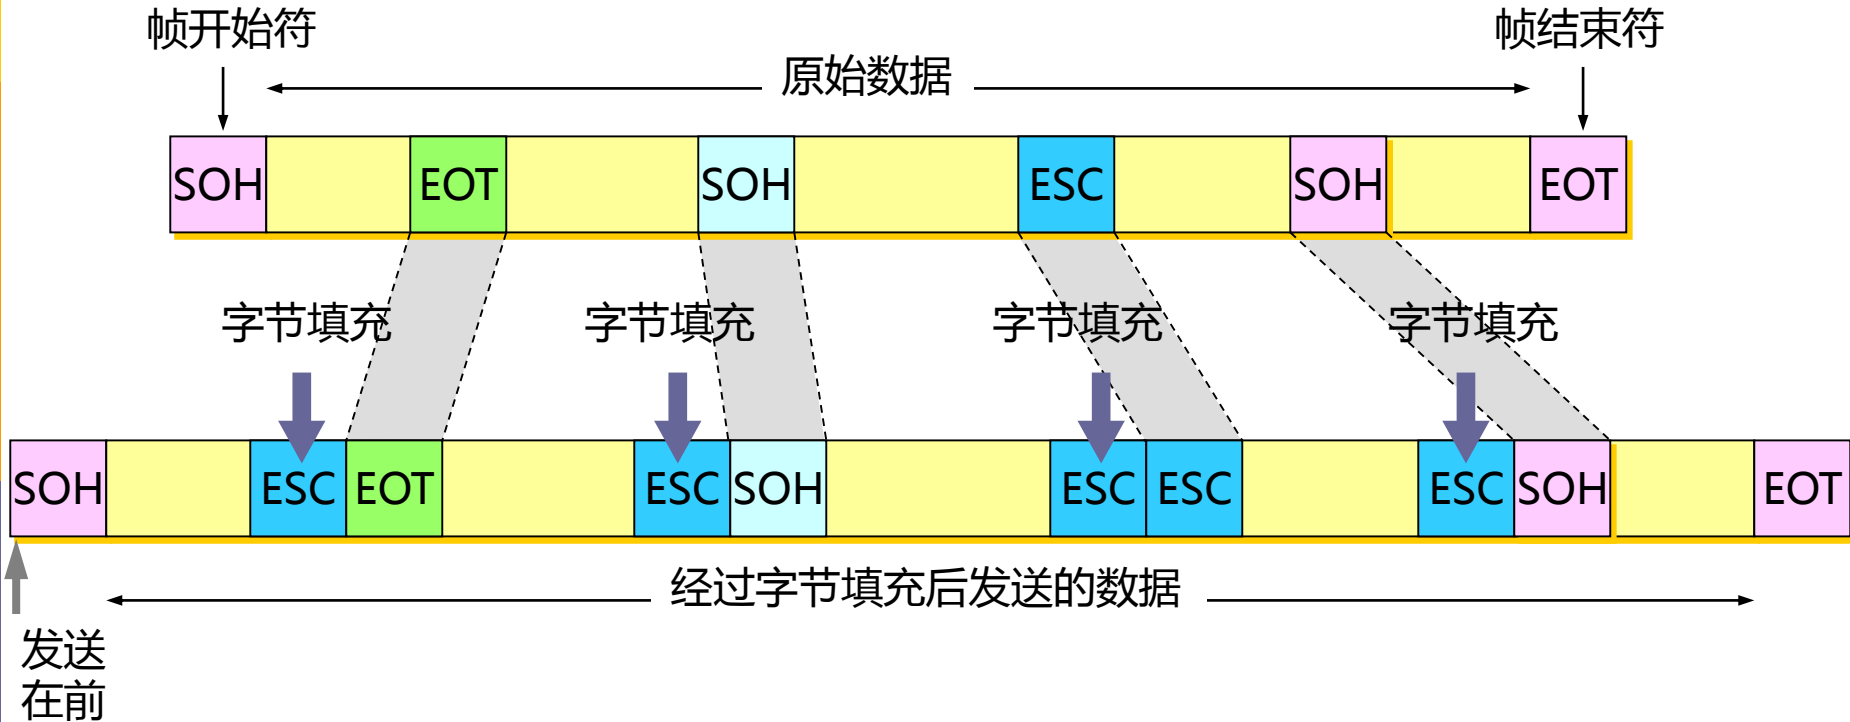 帧开始符
帧结束符
原始数据
SOH
EOT
SOH
ESC
SOH
EOT
字节填充
字节填充
字节填充
字节填充
SOH
ESC
EOT
ESC
SOH
ESC
ESC
ESC
SOH
EOT
经过字节填充后发送的数据
发送
在前